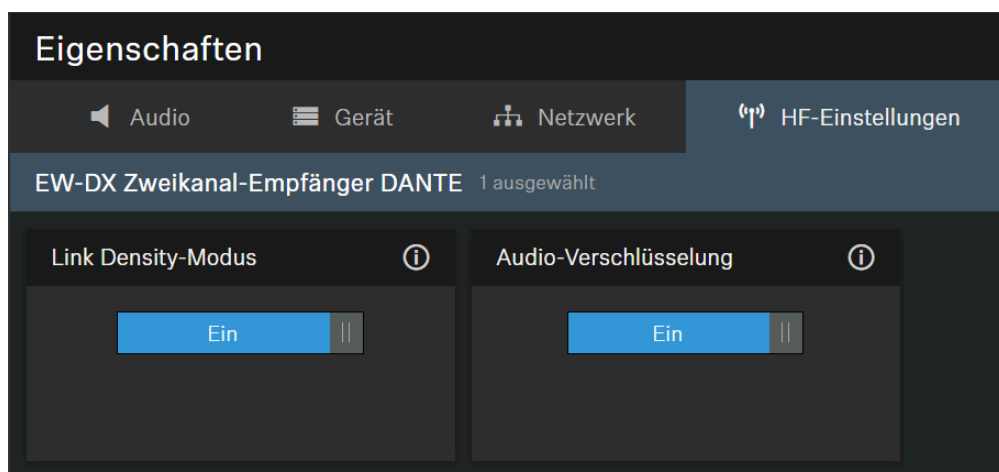 Eigenschaften
Audio Gerät Netzwerk HF-Einstellungen
EW-DX Zweikanal-Empfänger DANTE 1 ausgewählt
Link Density-Modus Audio-Verschlüsselung
Ein Ein